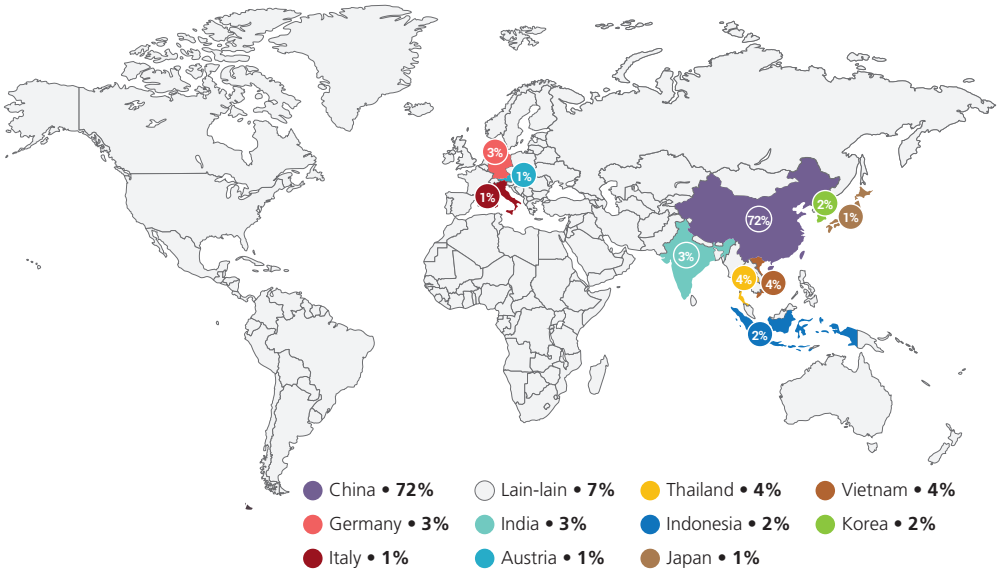 3%
1%
1%
72%
2%
1%
3%
4%
4%
2%
China • 72%
Lain-lain • 7%
Thailand • 4%
Vietnam • 4%
Germany • 3%
India • 3%
Indonesia • 2%
Korea • 2%
Italy • 1%
Austria • 1%
Japan • 1%